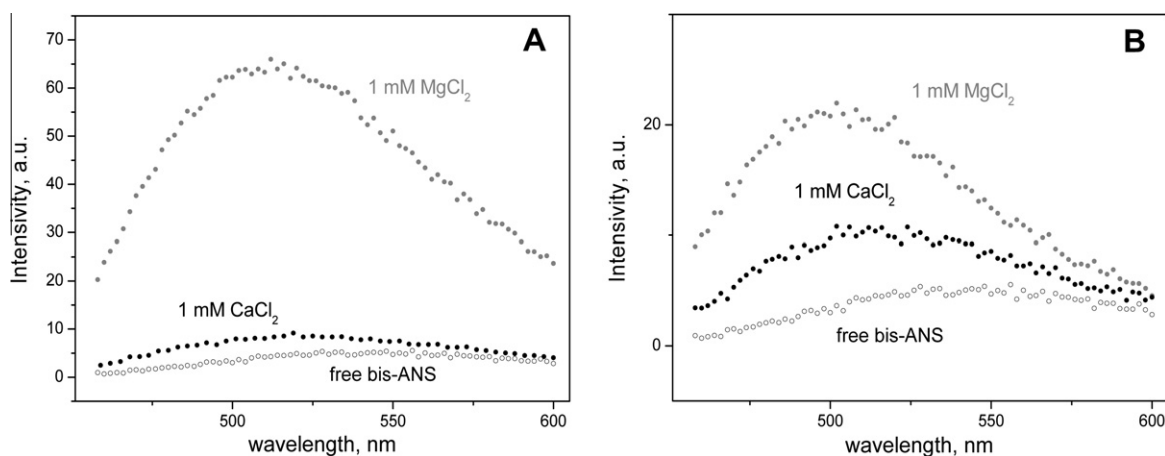 A
70
60
50
40
30
20
10
0
Intensivity, a.u.
1 mM MgCl₂
1 mM CaCl₂
free bis-ANS
500
550
600
wavelength, nm
B
20
0
Intensivity, a.u.
1 mM MgCl₂
1 mM CaCl₂
free bis-ANS
500
550
600
wavelength, nm